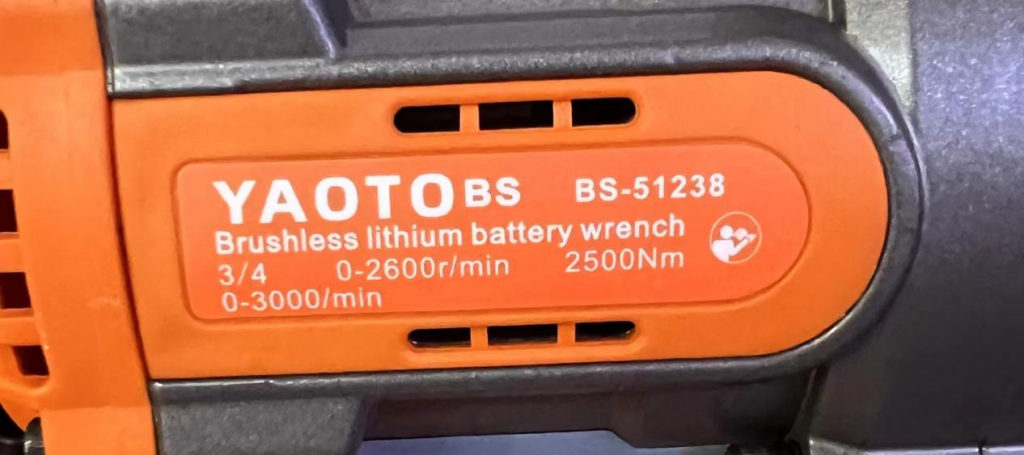 YAOTOBS BS-51238
Brushless lithium battery wrench
3/4 0-2600r/min 2500Nm
0-3000/min